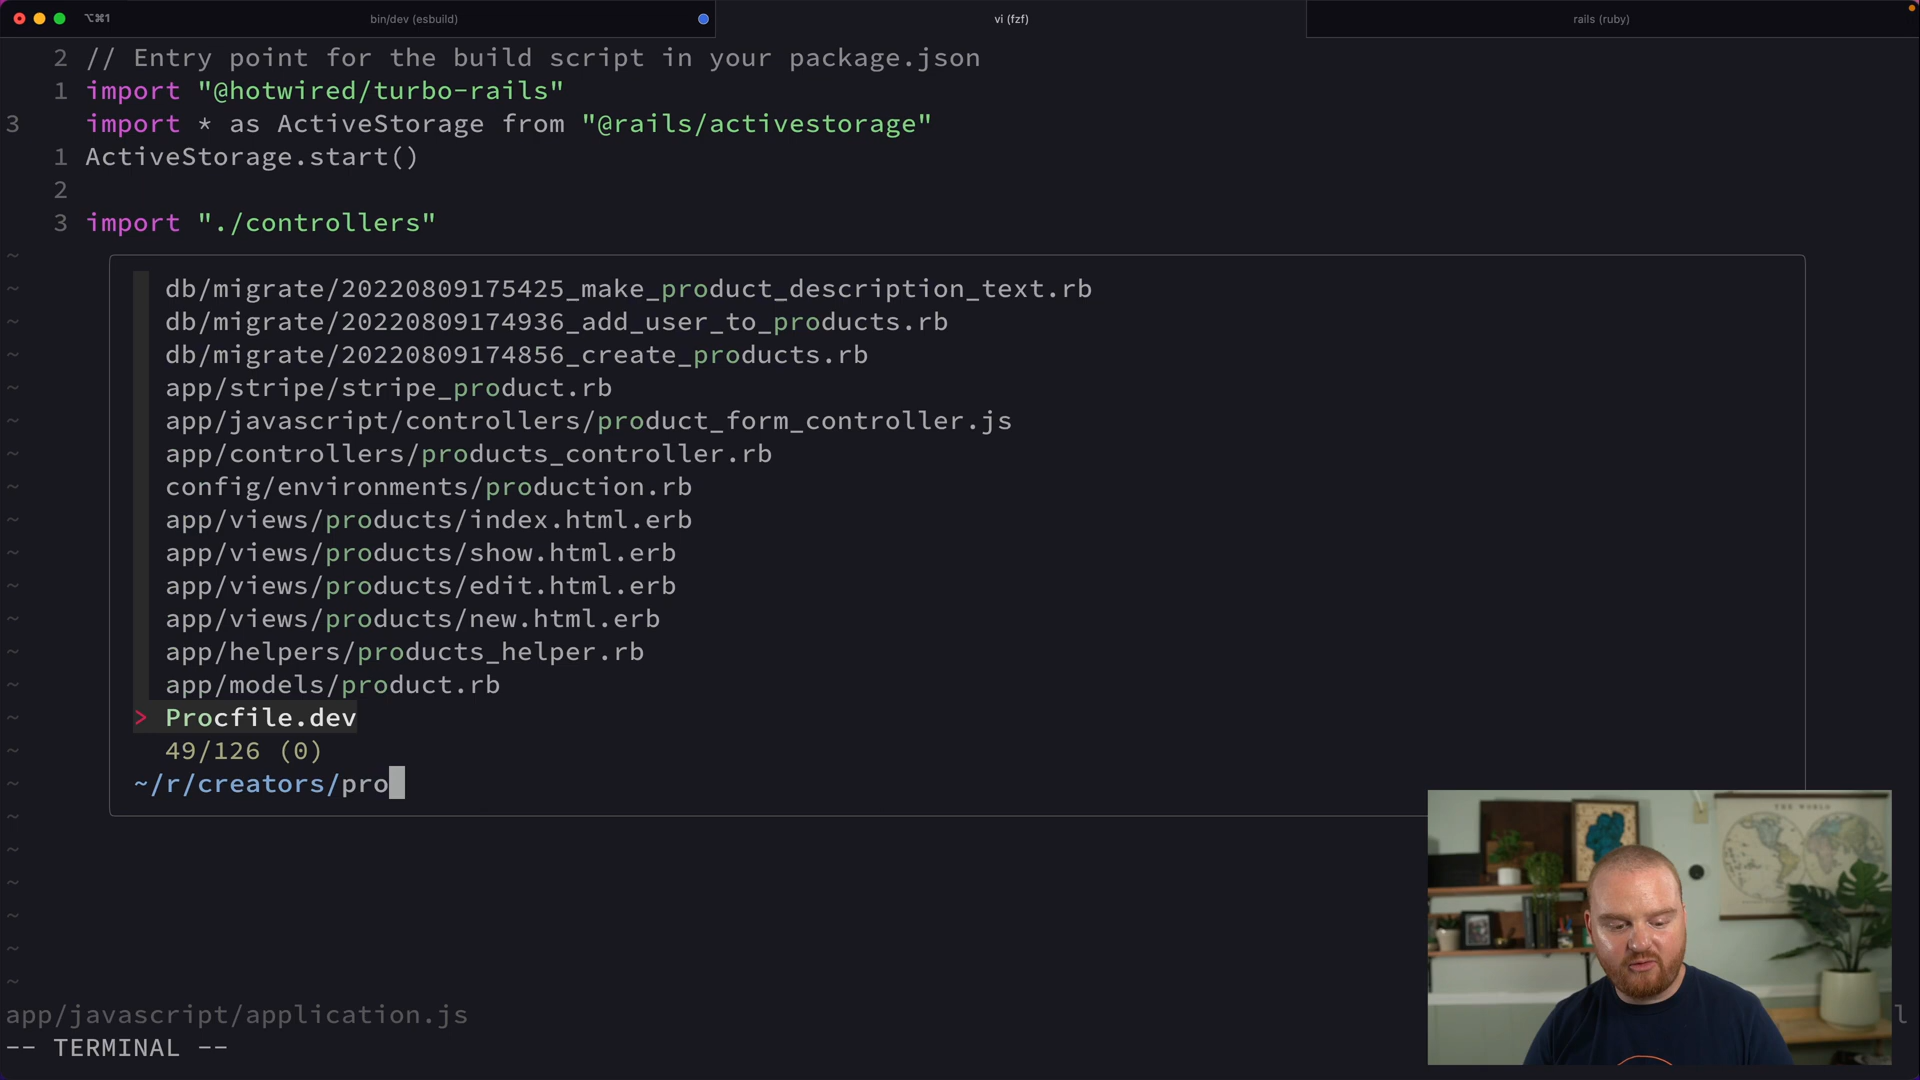 ⌥⌘1
bin/dev (esbuild)
vi (fzf)
rails (ruby)
2 // Entry point for the build script in your package.json
1 import "@hotwired/turbo-rails"
3 import * as ActiveStorage from "@rails/activestorage"
1 ActiveStorage.start()
2
3 import "./controllers"
~
~ db/migrate/20220809175425_make_product_description_text.rb
~ db/migrate/20220809174936_add_user_to_products.rb
~ db/migrate/20220809174856_create_products.rb
~ app/stripe/stripe_product.rb
~ app/javascript/controllers/product_form_controller.js
~ app/controllers/products_controller.rb
~ config/environments/production.rb
~ app/views/products/index.html.erb
~ app/views/products/show.html.erb
~ app/views/products/edit.html.erb
~ app/views/products/new.html.erb
~ app/helpers/products_helper.rb
~ app/models/product.rb
~ > Procfile.dev
~ 49/126 (0)
~ ~/r/creators/pro
~
~
~
~
~
~
app/javascript/application.js
l
-- TERMINAL --
THE WORLD